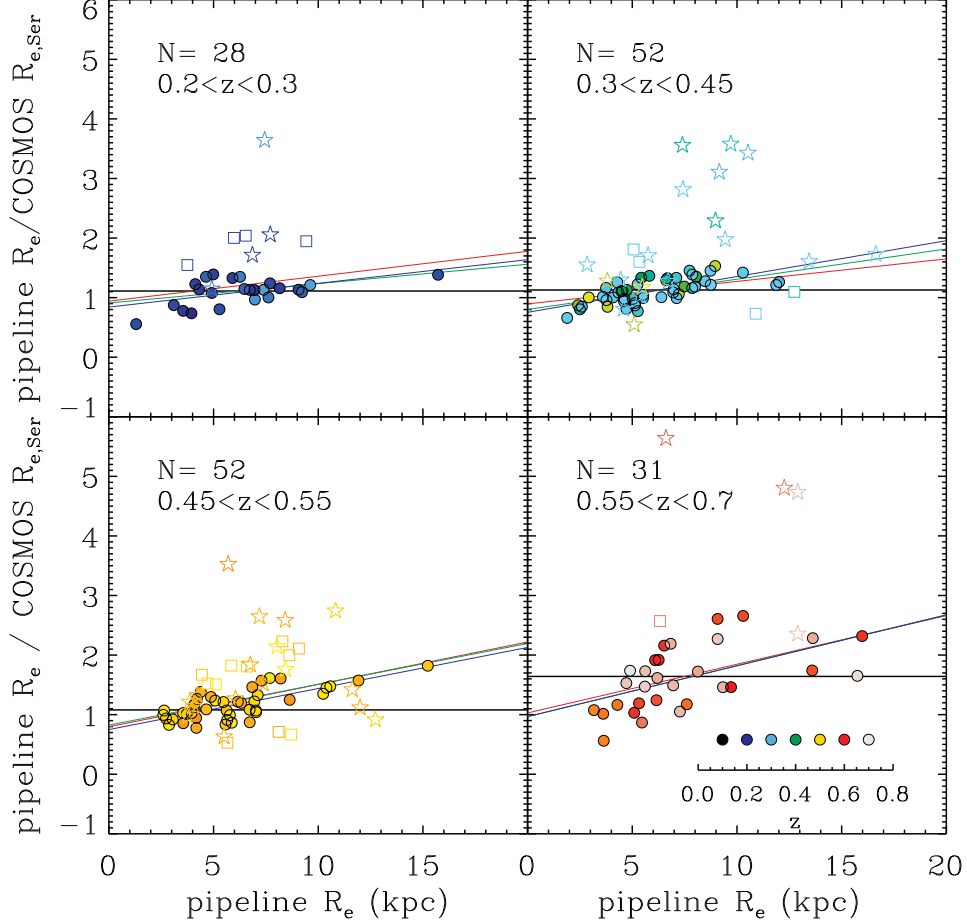 pipeline R_e/COSMOS R_e,Ser
6
5
4
3
2
1
0
−1
N= 28
0.2<z<0.3
N= 52
0.3<z<0.45
pipeline R_e / COSMOS R_e,Ser
5
4
3
2
1
0
−1
N= 52
0.45<z<0.55
N= 31
0.55<z<0.7
0.0 0.2 0.4 0.6 0.8
z
0 5 10 15
5 10 15 20
pipeline R_e (kpc)
pipeline R_e (kpc)